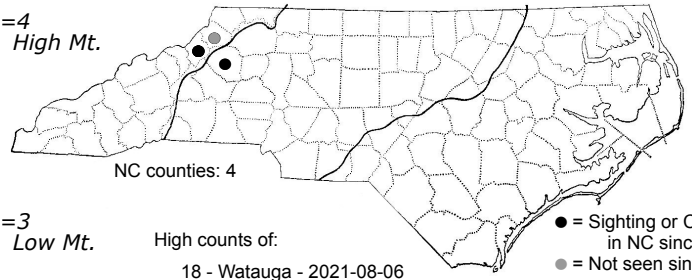 =4
High Mt.
NC counties: 4
=3
Low Mt.
High counts of:
18 - Watauga - 2021-08-06
● = Sighting or
in NC sinc
● = Not seen sin